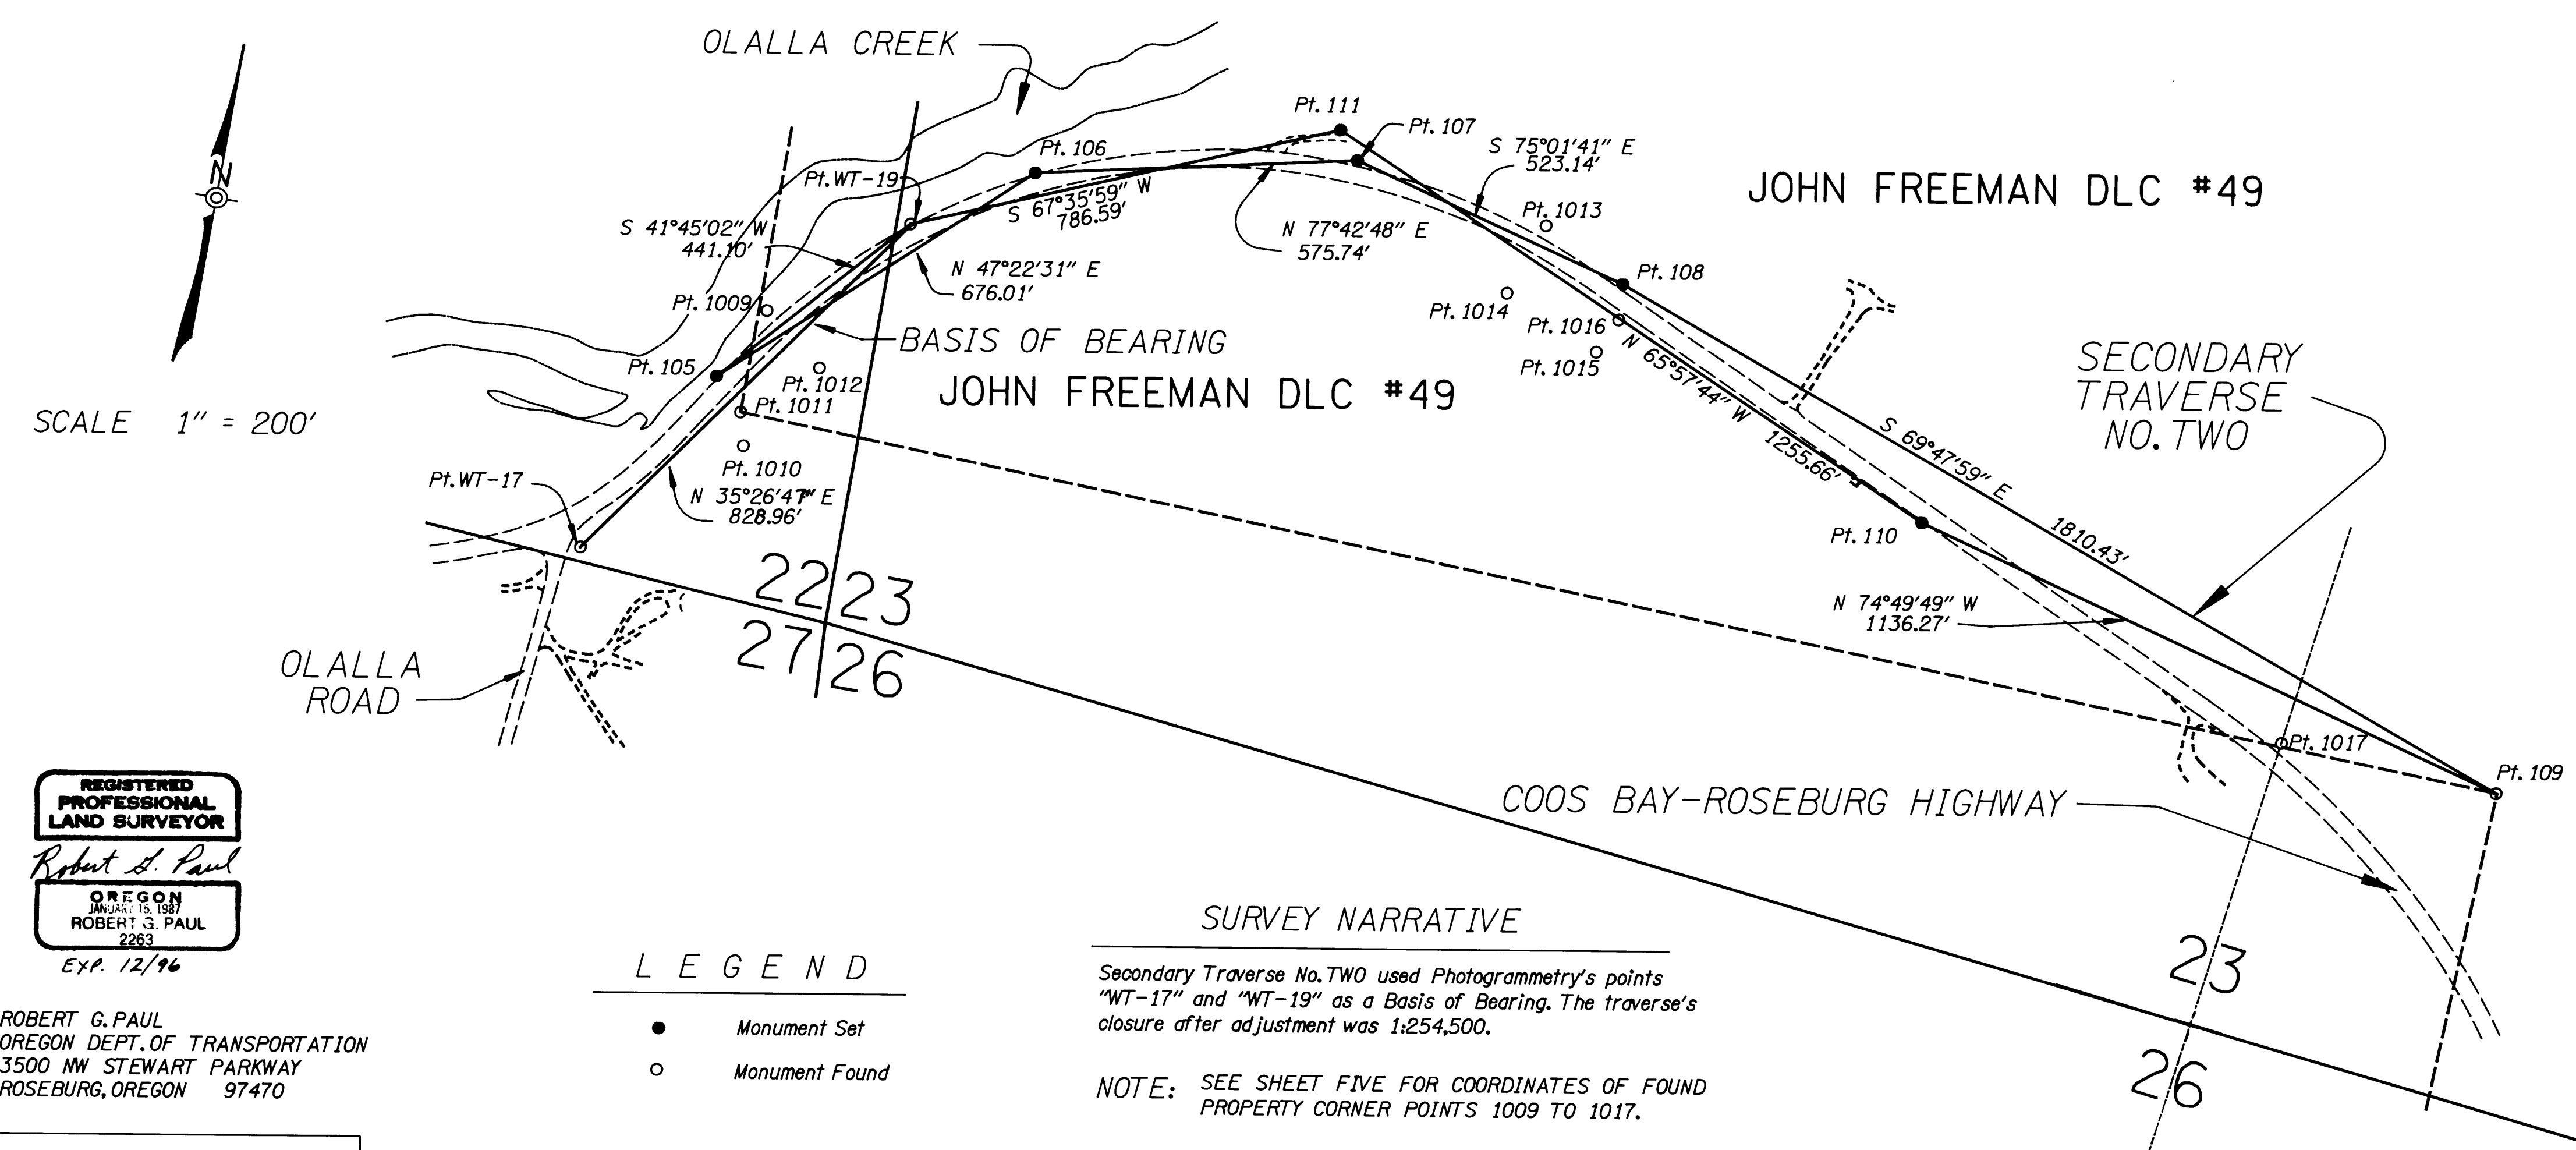 OLALLA CREEK
Pt. 111
Pt. 107
Pt. 106
S 75°01'41" E
523.14'
Pt. WT-19
JOHN FREEMAN DLC #49
N
S 67°35'59" W
786.59'
Pt. 1013
S 41°45'02" W
441.10'
N 77°42'48" E
575.74'
N 47°22'31" E
676.01'
Pt. 108
Pt. 1009
Pt. 1014
Pt. 1016
BASIS OF BEARING
Pt. 105
Pt. 1015
Pt. 1012
N 65°57'44" W 1255.66'
SECONDARY
TRAVERSE
NO. TWO
JOHN FREEMAN DLC #49
Pt. 1011
SCALE 1" = 200'
S 69°47'59" E 1810.43'
Pt. 1010
Pt. WT-17
N 35°26'47" E
828.96'
Pt. 110
22 23
27 26
N 74°49'49" W
1136.27'
OLALLA
ROAD
Pt. 1017
Pt. 109
COOS BAY-ROSEBURG HIGHWAY
REGISTERED
PROFESSIONAL
LAND SURVEYOR
Robert G. Paul
OREGON
JANUARY 15, 1987
ROBERT G. PAUL
2263
EXP. 12/96
ROBERT G. PAUL
OREGON DEPT. OF TRANSPORTATION
3500 NW STEWART PARKWAY
ROSEBURG, OREGON 97470
LEGEND
Monument Set
Monument Found
SURVEY NARRATIVE
Secondary Traverse No. TWO used Photogrammetry's points
"WT-17" and "WT-19" as a Basis of Bearing. The traverse's
closure after adjustment was 1:254,500.
NOTE: SEE SHEET FIVE FOR COORDINATES OF FOUND
PROPERTY CORNER POINTS 1009 TO 1017.
23
26